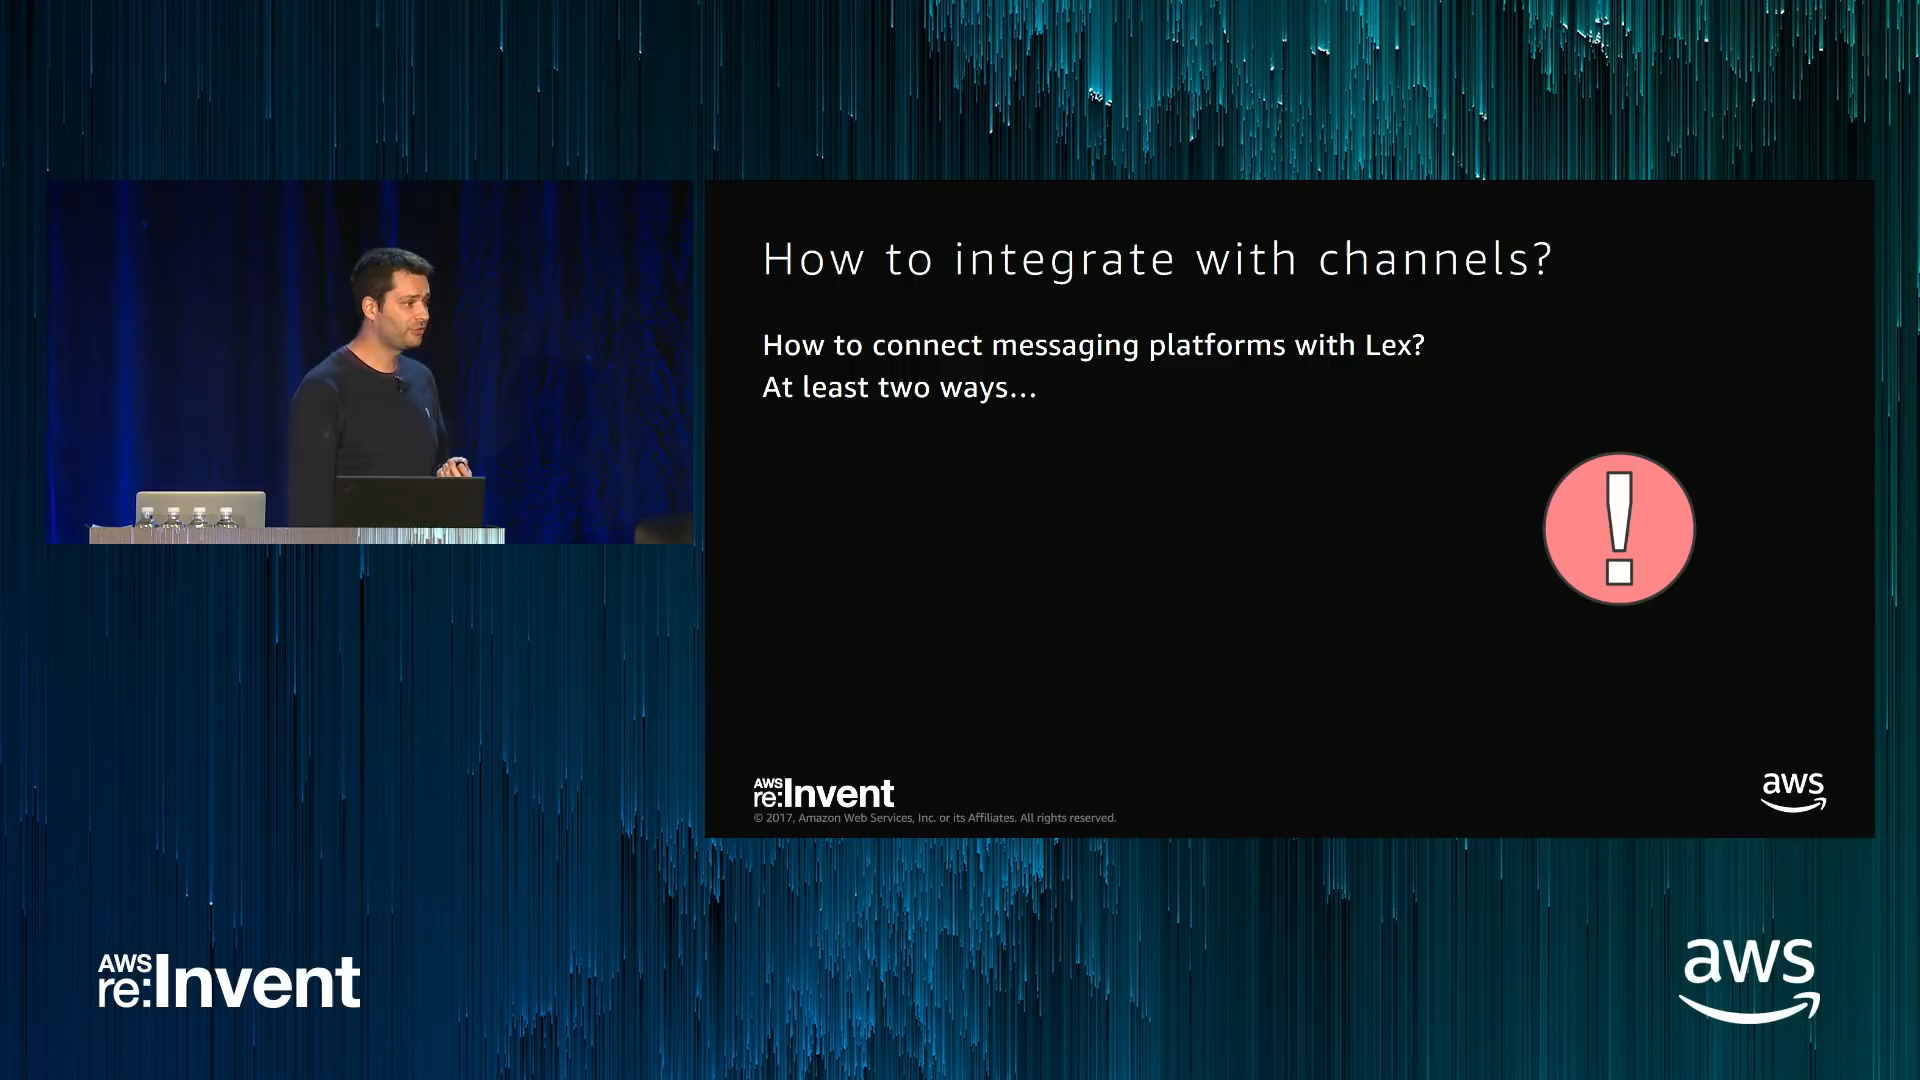 How to integrate with channels?
How to connect messaging platforms with Lex?
At least two ways...
!
AWS
re:Invent
© 2017, Amazon Web Services, Inc. or its Affiliates. All rights reserved.
aws
AWS
re:Invent
aws